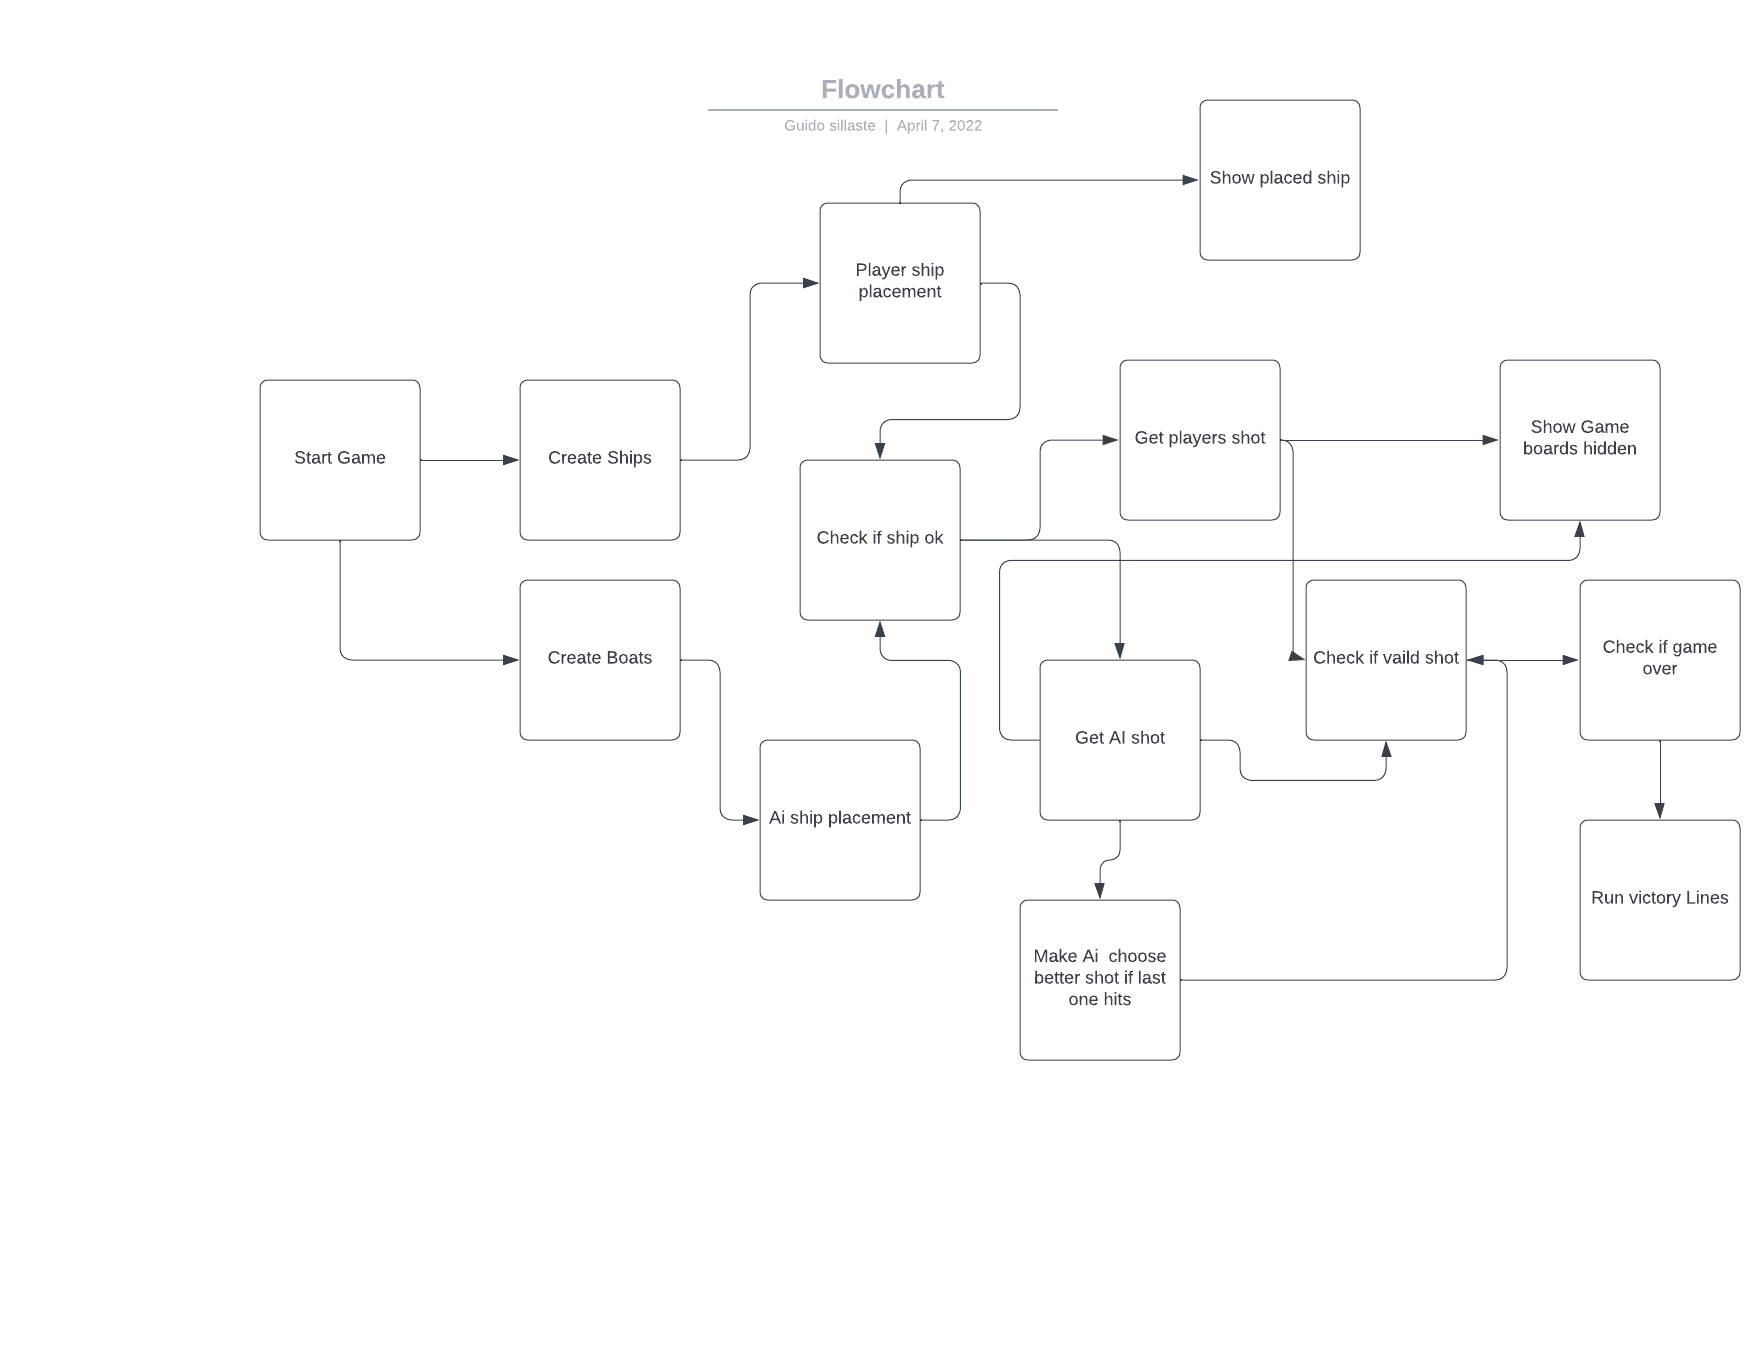 Flowchart
Guido sillaste | April 7, 2022
Show placed ship
Player ship
placement
Start Game
Create Ships
Get players shot
Show Game
boards hidden
Check if ship ok
Create Boats
Check if vaild shot
Check if game
over
Get AI shot
Ai ship placement
Run victory Lines
Make Ai  choose
better shot if last
one hits